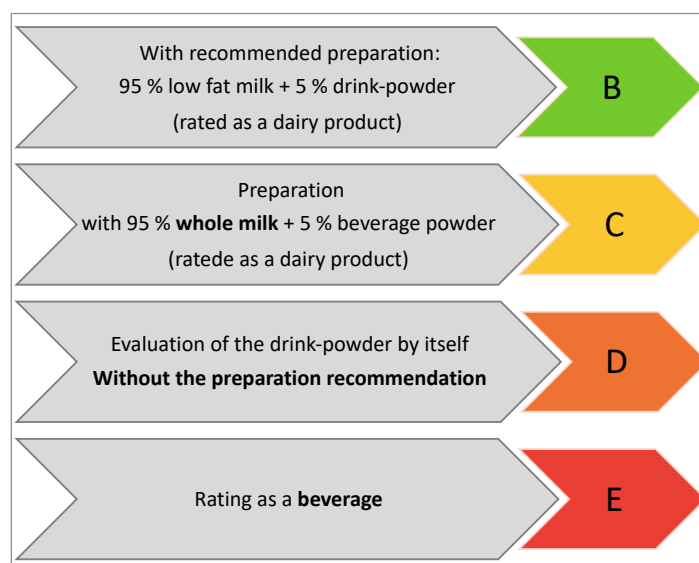 With recommended preparation:
95 % low fat milk + 5 % drink-powder
(rated as a dairy product)
B
Preparation
with 95 % whole milk + 5 % beverage powder
(ratede as a dairy product)
C
Evaluation of the drink-powder by itself
Without the preparation recommendation
D
Rating as a beverage
E